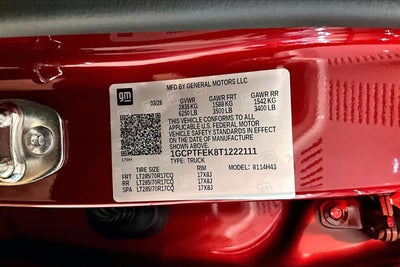 MFD BY GENERAL MOTORS LLC
gm
03/26
GVWR GAWR FRT GAWR RR
2835 KG 1588 KG 1542 KG
6250 LB 3500 LB 3400 LB
THIS VEHICLE CONFORMS TO ALL
APPLICABLE U.S. FEDERAL MOTOR
VEHICLE SAFETY STANDARDS IN EFFECT
ON THE DATE OF MANUFACTURE
SHOWN ABOVE.
1GCPTFEK8T1222111
TYPE: TRUCK MODEL: 8114H43
TIRE SIZE RIM
FRT LT285/70R17CQ 17X8J
RR LT285/70R17CQ 17X8J
SPA LT285/70R17CQ 17X8J